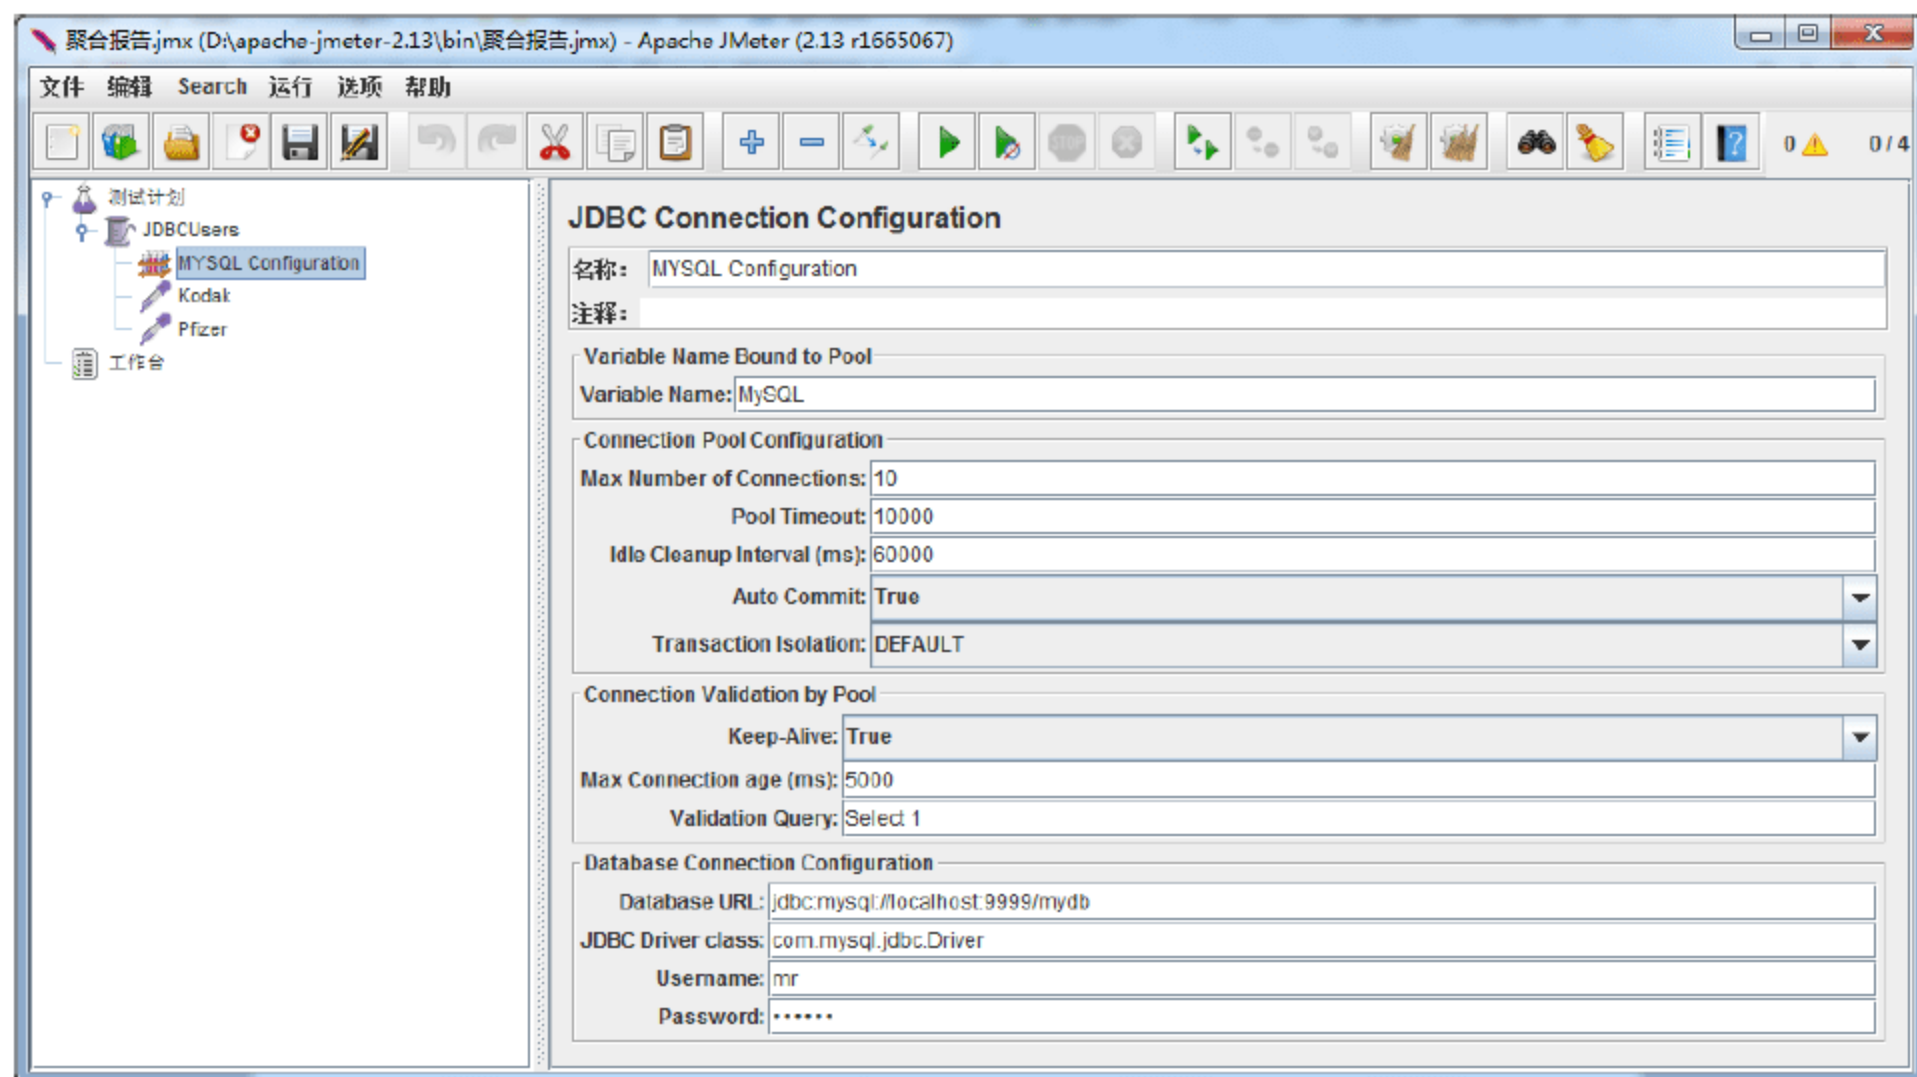 聚合报告.jmx (D:\apache-jmeter-2.13\bin\聚合报告.jmx) - Apache JMeter (2.13 r1665067)
文件 编辑 Search 运行 选项 帮助
STOP ? 0 0 / 4
测试计划
JDBCUsers
MYSQL Configuration
Kodak
Pfizer
工作台
JDBC Connection Configuration
名称： MYSQL Configuration
注释：
Variable Name Bound to Pool
Variable Name: MySQL
Connection Pool Configuration
Max Number of Connections: 10
Pool Timeout: 10000
Idle Cleanup Interval (ms): 60000
Auto Commit: True
Transaction Isolation: DEFAULT
Connection Validation by Pool
Keep-Alive: True
Max Connection age (ms): 5000
Validation Query: Select 1
Database Connection Configuration
Database URL: jdbc:mysql://localhost:9999/mydb
JDBC Driver class: com.mysql.jdbc.Driver
Username: mr
Password: ••••••